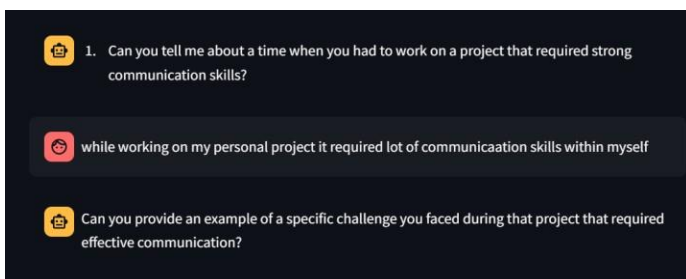 1. Can you tell me about a time when you had to work on a project that required strong
communication skills?
while working on my personal project it required lot of communicaation skills within myself
Can you provide an example of a specific challenge you faced during that project that required
effective communication?